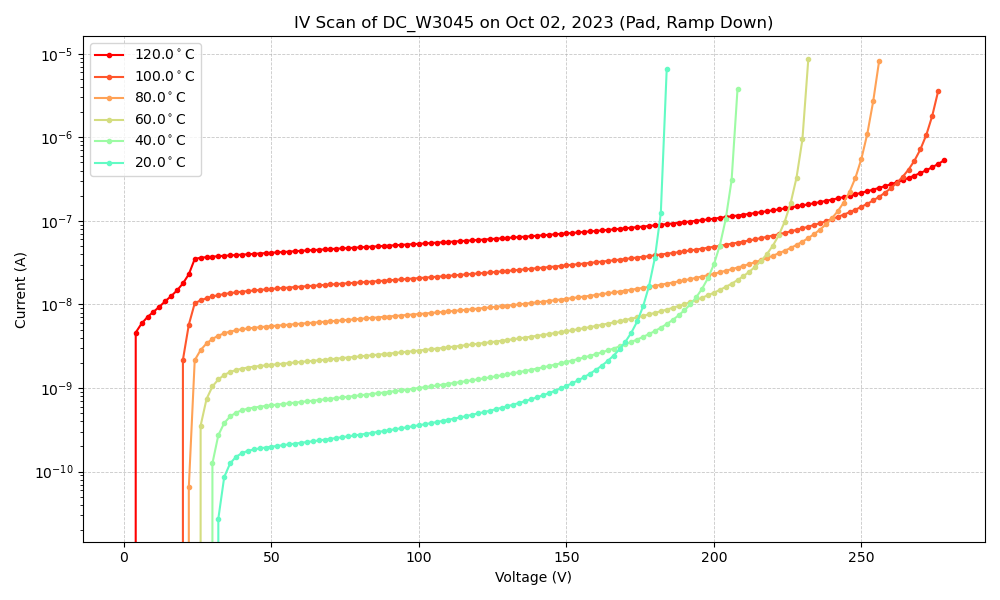 IV Scan of DC_W3045 on Oct 02, 2023 (Pad, Ramp Down)
120.0°C
100.0°C
80.0°C
60.0°C
40.0°C
20.0°C
10⁻⁵
10⁻⁶
10⁻⁷
10⁻⁸
10⁻⁹
10⁻¹⁰
Current (A)
0 50 100 150 200 250
Voltage (V)